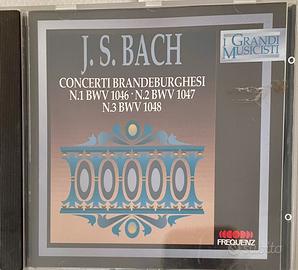 I GRANDI
MUSICISTI
J. S. BACH
CONCERTI BRANDEBURGHESI
N.1 BWV 1046 · N.2 BWV 1047
N.3 BWV 1048
FREQUENZ